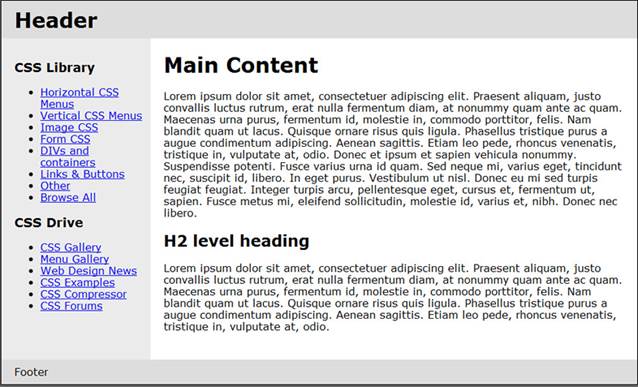 Header
CSS Library
Horizontal CSS
Menus
Vertical CSS Menus
Image CSS
Form CSS
DIVs and
containers
Links & Buttons
Other
Browse All
CSS Drive
CSS Gallery
Menu Gallery
Web Design News
CSS Examples
CSS Compressor
CSS Forums
Main Content
Lorem ipsum dolor sit amet, consectetuer adipiscing elit. Praesent aliquam, justo
convallis luctus rutrum, erat nulla fermentum diam, at nonummy quam ante ac quam.
Maecenas urna purus, fermentum id, molestie in, commodo porttitor, felis. Nam
blandit quam ut lacus. Quisque ornare risus quis ligula. Phasellus tristique purus a
augue condimentum adipiscing. Aenean sagittis. Etiam leo pede, rhoncus venenatis,
tristique in, vulputate at, odio. Donec et ipsum et sapien vehicula nonummy.
Suspendisse potenti. Fusce varius urna id quam. Sed neque mi, varius eget, tincidunt
nec, suscipit id, libero. In eget purus. Vestibulum ut nisl. Donec eu mi sed turpis
feugiat feugiat. Integer turpis arcu, pellentesque eget, cursus et, fermentum ut,
sapien. Fusce metus mi, eleifend sollicitudin, molestie id, varius et, nibh. Donec nec
libero.
H2 level heading
Lorem ipsum dolor sit amet, consectetuer adipiscing elit. Praesent aliquam, justo
convallis luctus rutrum, erat nulla fermentum diam, at nonummy quam ante ac quam.
Maecenas urna purus, fermentum id, molestie in, commodo porttitor, felis. Nam
blandit quam ut lacus. Quisque ornare risus quis ligula. Phasellus tristique purus a
augue condimentum adipiscing. Aenean sagittis. Etiam leo pede, rhoncus venenatis,
tristique in, vulputate at, odio.
Footer